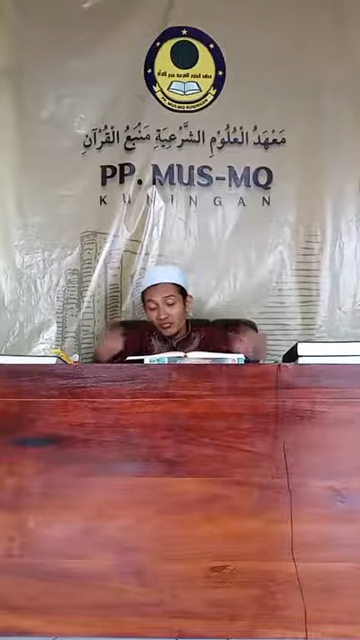 مَعْهَدُ الْعُلُوْمِ الشَّرْعِيَّةِ مَنْبَعُ الْقُرْآن
PP. MUS-MQ
KUNINGAN